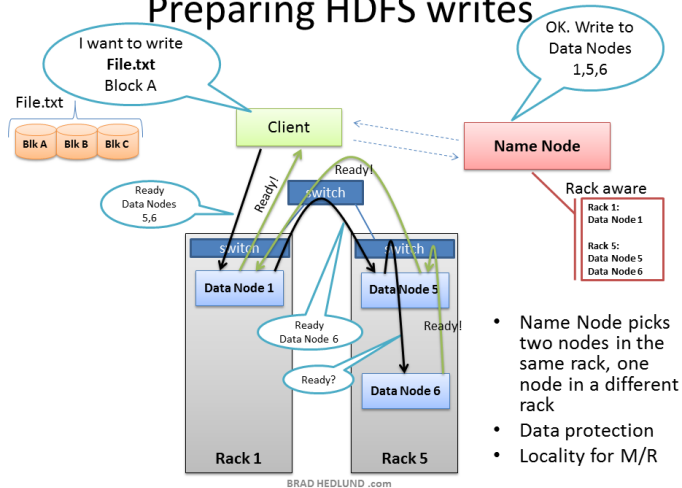 Preparing HDFS writes
I want to write
File.txt
Block A
OK. Write to
Data Nodes
1,5,6
File.txt
Blk A
Blk B
Blk C
Client
Name Node
Ready!
Ready!
switch
Ready
Data Nodes
5,6
Rack aware
Rack 1:
Data Node 1
Rack 5:
Data Node 5
Data Node 6
switch
switch
Data Node 1
Data Node 5
Ready
Data Node 6
Ready!
Ready?
Data Node 6
Rack 1
Rack 5
• Name Node picks
two nodes in the
same rack, one
node in a different
rack
• Data protection
• Locality for M/R
BRAD HEDLUND .com